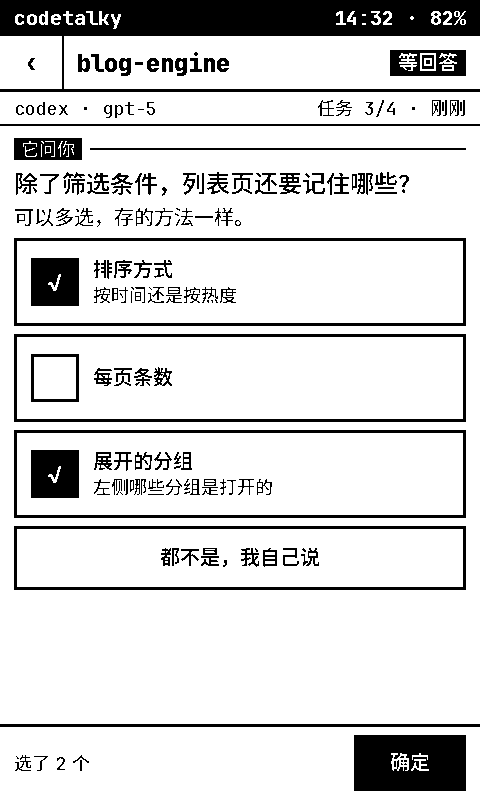 codetalky 14:32 · 82%
‹ blog-engine 等回答
codex · gpt-5 任务 3/4 · 刚刚
它问你
除了筛选条件，列表页还要记住哪些？
可以多选，存的方法一样。
√ 排序方式
按时间还是按热度
每页条数
√ 展开的分组
左侧哪些分组是打开的
都不是，我自己说
选了 2 个 确定